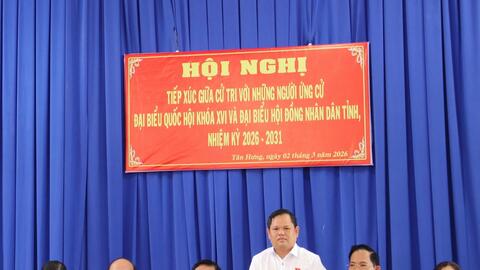 HỘI NGHỊ
TIẾP XÚC GIỮA CỬ TRI VỚI NHỮNG NGƯỜI ỨNG CỬ
ĐẠI BIỂU QUỐC HỘI KHÓA XVI VÀ ĐẠI BIỂU HỘI ĐỒNG NHÂN DÂN TỈNH,
NHIỆM KỲ 2026 - 2031
Tân Hưng, ngày 02 tháng 3 năm 2026